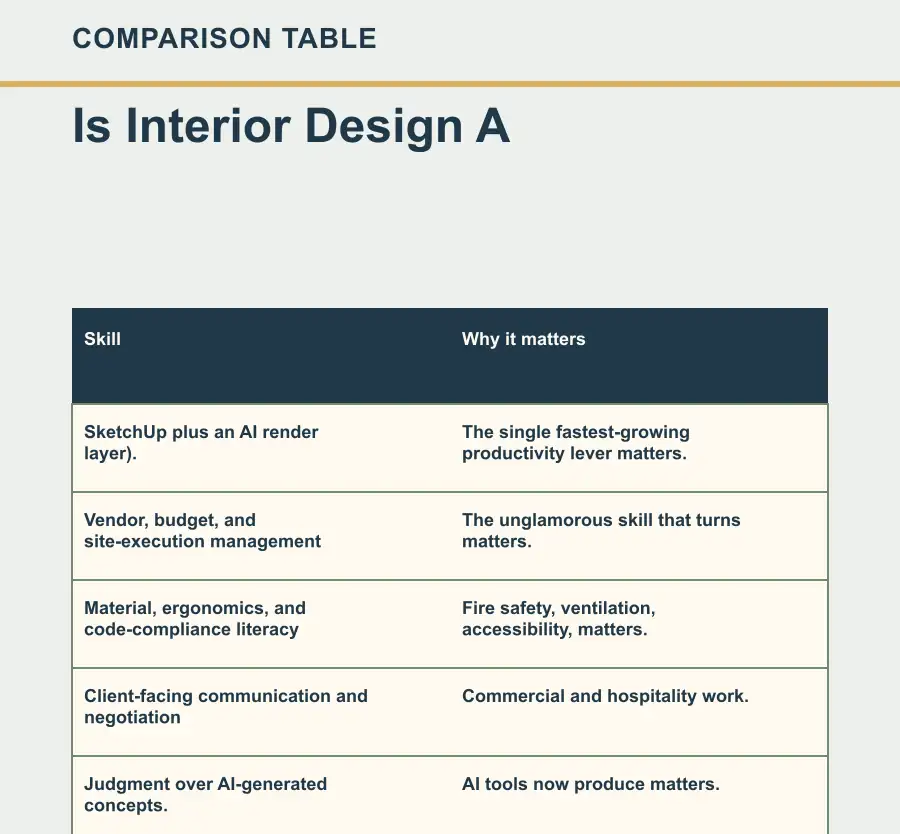 COMPARISON TABLE
Is Interior Design A
Skill
Why it matters
SketchUp plus an AI render
layer).
The single fastest-growing
productivity lever matters.
Vendor, budget, and
site-execution management
The unglamorous skill that turns
matters.
Material, ergonomics, and
code-compliance literacy
Fire safety, ventilation,
accessibility, matters.
Client-facing communication and
negotiation
Commercial and hospitality work.
Judgment over AI-generated
concepts.
AI tools now produce matters.